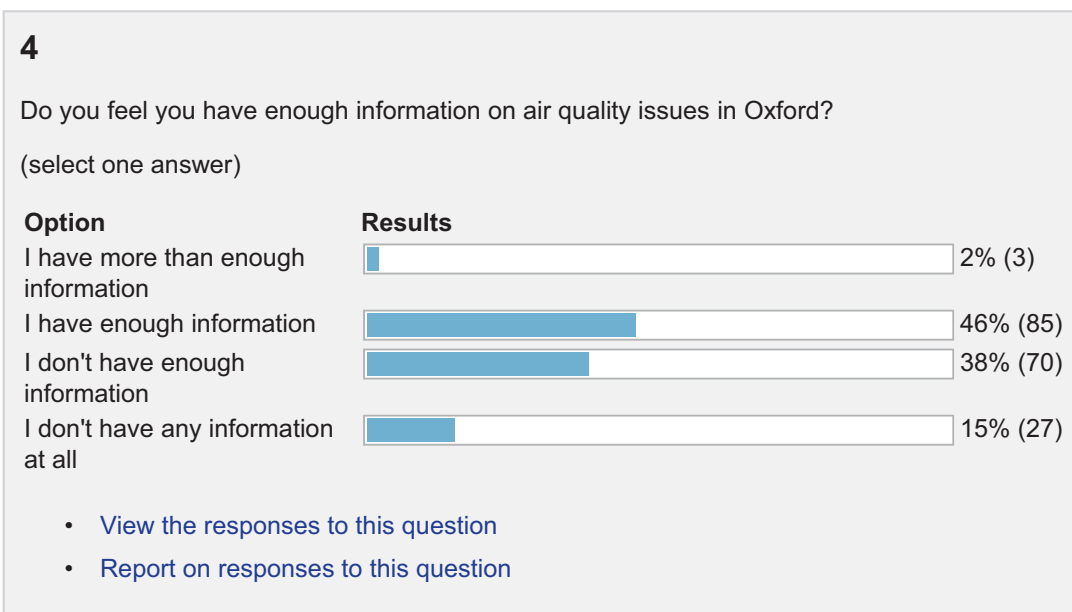 4
Do you feel you have enough information on air quality issues in Oxford?
(select one answer)
Option Results
I have more than enough 2% (3)
information
I have enough information 46% (85)
I don't have enough 38% (70)
information
I don't have any information 15% (27)
at all
• View the responses to this question
• Report on responses to this question